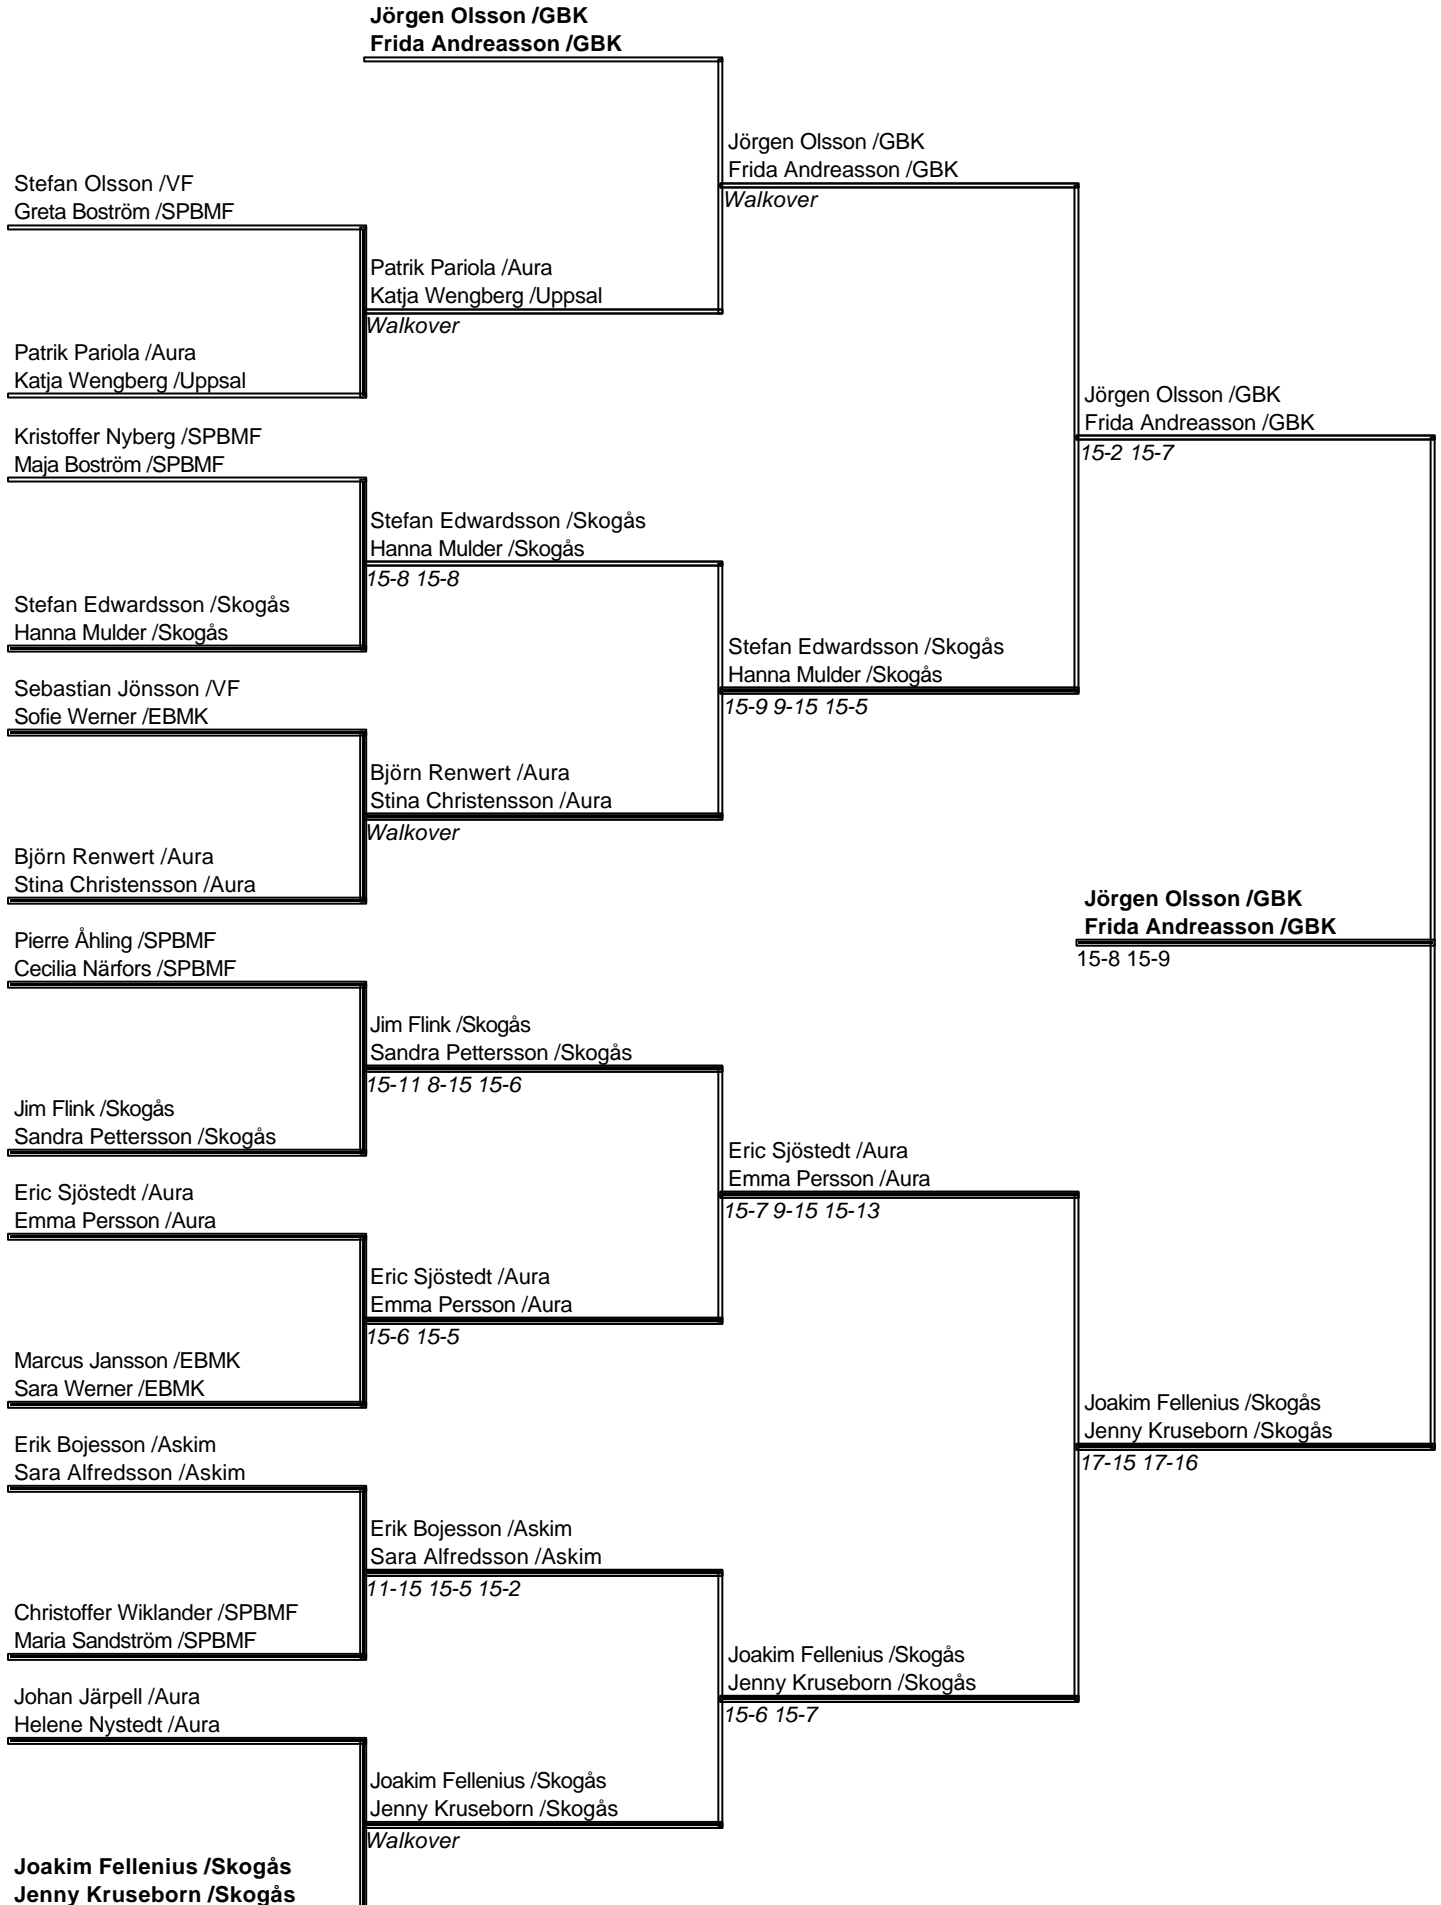 Jörgen Olsson /GBK
Frida Andreasson /GBK
Jörgen Olsson /GBK
Frida Andreasson /GBK
Walkover
Stefan Olsson /VF
Greta Boström /SPBMF
Patrik Pariola /Aura
Katja Wengberg /Uppsal
Walkover
Patrik Pariola /Aura
Katja Wengberg /Uppsal
Jörgen Olsson /GBK
Frida Andreasson /GBK
15-2 15-7
Kristoffer Nyberg /SPBMF
Maja Boström /SPBMF
Stefan Edwardsson /Skogås
Hanna Mulder /Skogås
15-8 15-8
Stefan Edwardsson /Skogås
Hanna Mulder /Skogås
Stefan Edwardsson /Skogås
Hanna Mulder /Skogås
15-9 9-15 15-5
Sebastian Jönsson /VF
Sofie Werner /EBMK
Björn Renwert /Aura
Stina Christensson /Aura
Walkover
Björn Renwert /Aura
Stina Christensson /Aura
Jörgen Olsson /GBK
Frida Andreasson /GBK
15-8 15-9
Pierre Åhling /SPBMF
Cecilia Närfors /SPBMF
Jim Flink /Skogås
Sandra Pettersson /Skogås
15-11 8-15 15-6
Jim Flink /Skogås
Sandra Pettersson /Skogås
Eric Sjöstedt /Aura
Emma Persson /Aura
15-7 9-15 15-13
Eric Sjöstedt /Aura
Emma Persson /Aura
Eric Sjöstedt /Aura
Emma Persson /Aura
15-6 15-5
Marcus Jansson /EBMK
Sara Werner /EBMK
Joakim Fellenius /Skogås
Jenny Kruseborn /Skogås
17-15 17-16
Erik Bojesson /Askim
Sara Alfredsson /Askim
Erik Bojesson /Askim
Sara Alfredsson /Askim
11-15 15-5 15-2
Christoffer Wiklander /SPBMF
Maria Sandström /SPBMF
Joakim Fellenius /Skogås
Jenny Kruseborn /Skogås
15-6 15-7
Johan Järpell /Aura
Helene Nystedt /Aura
Joakim Fellenius /Skogås
Jenny Kruseborn /Skogås
Walkover
Joakim Fellenius /Skogås
Jenny Kruseborn /Skogås